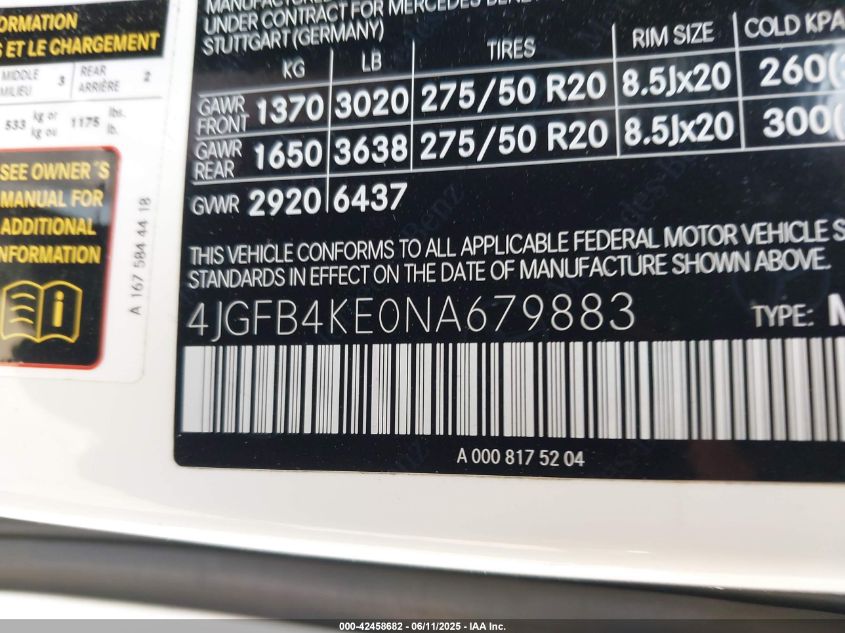 ORMATION
S ET LE CHARGEMENT
MIDDLE 3 REAR 2
MILIEU ARRIÈRE
533 kg or 1175 lbs.
kg ou lb.
SEE OWNER'S
MANUAL FOR
ADDITIONAL
INFORMATION
A 167 584 44 18
MANUFACTURED
UNDER CONTRACT FOR MERCEDES-BENZ
STUTTGART (GERMANY)
KG LB TIRES RIM SIZE COLD KPA
GAWR FRONT 1370 3020 275/50 R20 8.5Jx20 260(
GAWR REAR 1650 3638 275/50 R20 8.5Jx20 300(
GVWR 2920 6437
THIS VEHICLE CONFORMS TO ALL APPLICABLE FEDERAL MOTOR VEHICLE S
STANDARDS IN EFFECT ON THE DATE OF MANUFACTURE SHOWN ABOVE.
4JGFB4KE0NA679883 TYPE: M
A 000 817 52 04
000-42458682 - 06/11/2025 - IAA Inc.